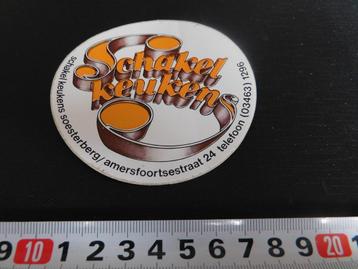 Schakel
keukens
schakel keukens soesterberg/amersfoortsestraat 24 telefoon (03463) 1296
9 10 1 2 3 4 5 6 7 8 9 20 1